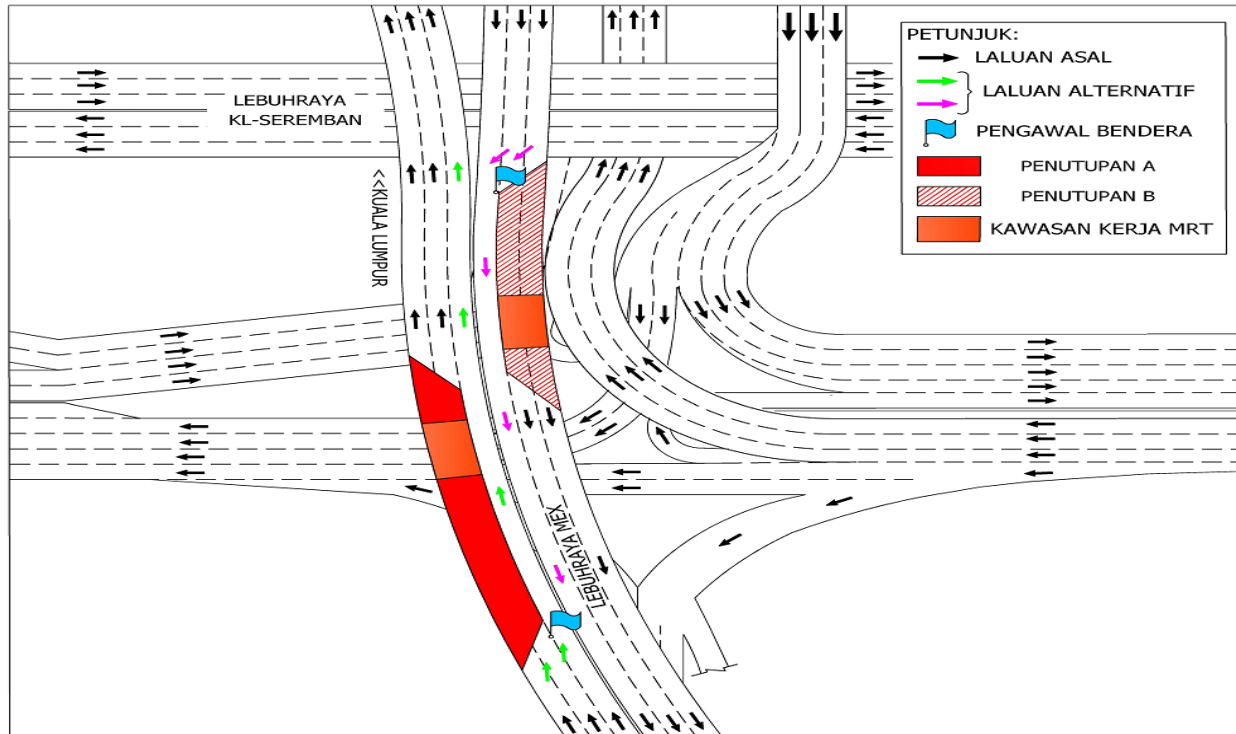 LEBUHRAYA
KL-SEREMBAN
<<KUALA LUMPUR
LEBUHRAYA MEX
PETUNJUK:
LALUAN ASAL
LALUAN ALTERNATIF
PENGAWAL BENDERA
PENUTUPAN A
PENUTUPAN B
KAWASAN KERJA MRT